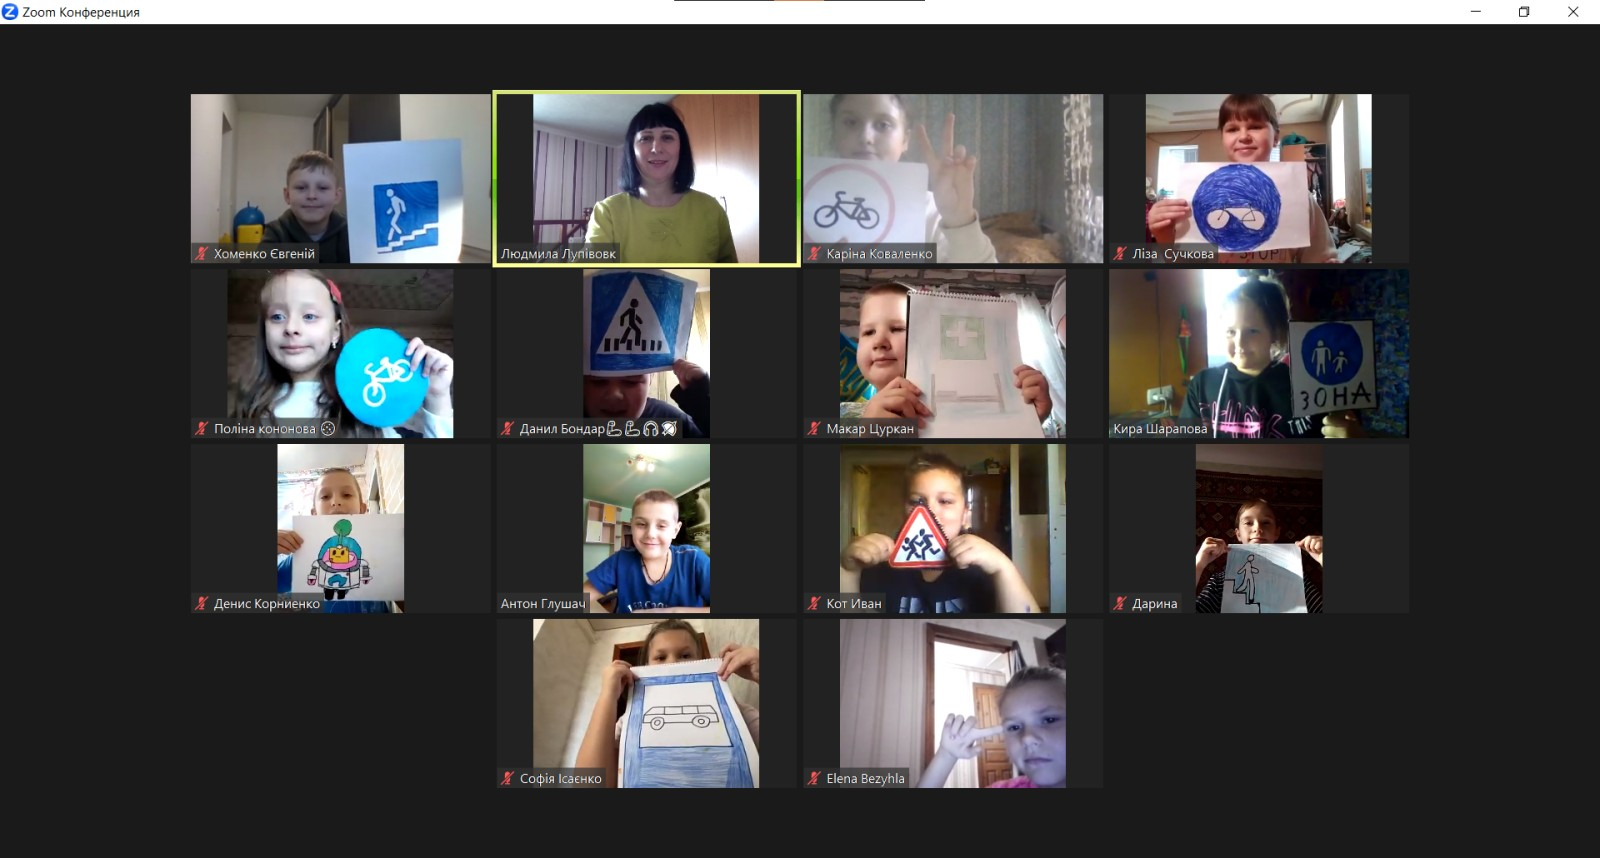 Zoom Конференция
Хоменко Євгеній
Людмила Лупівовк
Каріна Коваленко
Ліза Сучкова
Поліна кононова
Данил Бондар
Макар Цуркан
ЗОНА
Кира Шарапова
Денис Корниенко
Антон Глушач
Кот Иван
Дарина
Софія Ісаєнко
Elena Bezyhla